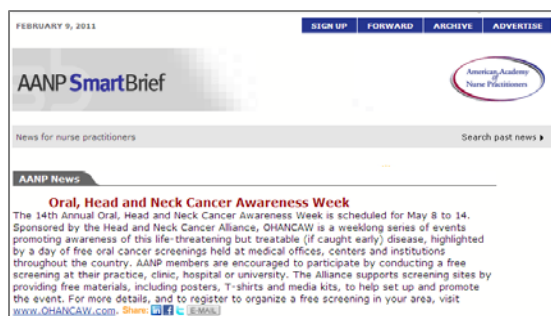 FEBRUARY 9, 2011
SIGN UP FORWARD ARCHIVE ADVERTISE
AANP SmartBrief
American Academy
of
Nurse Practitioners
News for nurse practitioners
Search past news
AANP News
Oral, Head and Neck Cancer Awareness Week
The 14th Annual Oral, Head and Neck Cancer Awareness Week is scheduled for May 8 to 14.
Sponsored by the Head and Neck Cancer Alliance, OHANCAW is a weeklong series of events
promoting awareness of this life-threatening but treatable (if caught early) disease, highlighted
by a day of free oral cancer screenings held at medical offices, centers and institutions
throughout the country. AANP members are encouraged to participate by conducting a free
screening at their practice, clinic, hospital or university. The Alliance supports screening sites by
providing free materials, including posters, T-shirts and media kits, to help set up and promote
the event. For more details, and to register to organize a free screening in your area, visit
www.OHANCAW.com. Share: E-MAIL